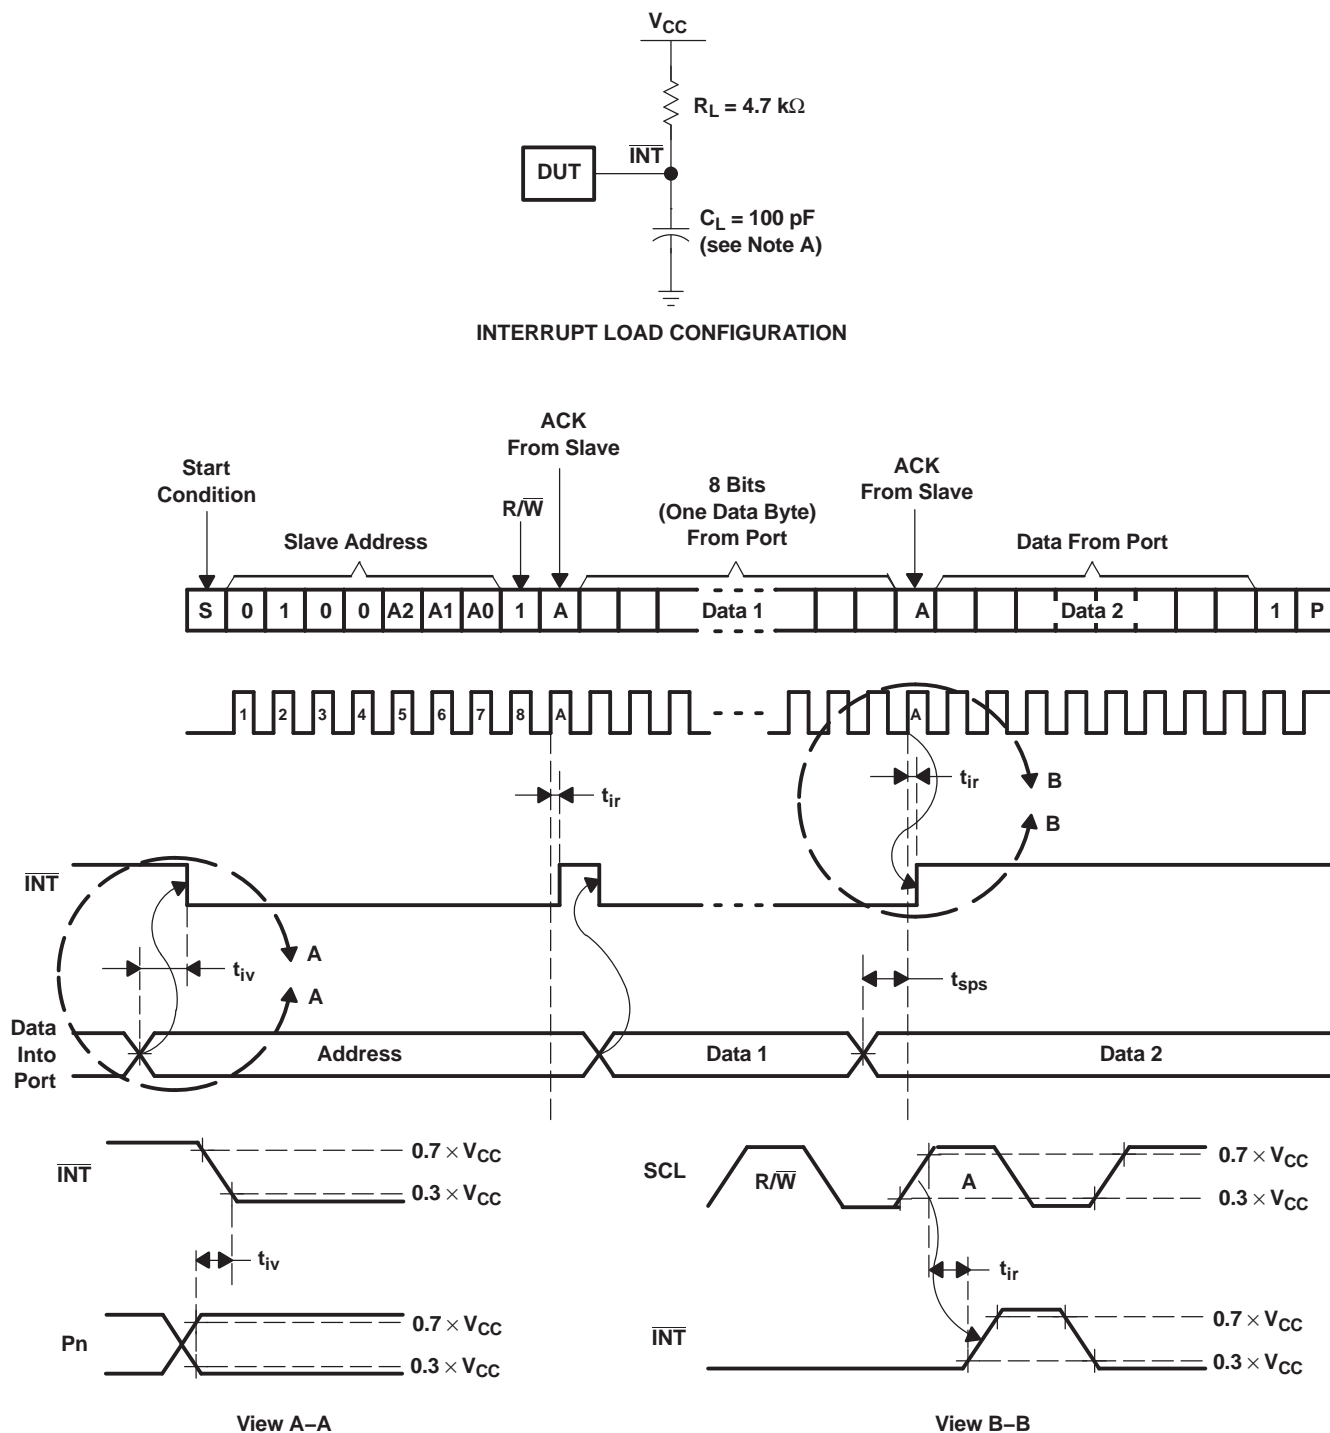 VCC
RL = 4.7 kΩ
INT
DUT
CL = 100 pF
(see Note A)
INTERRUPT LOAD CONFIGURATION
ACK
From Slave
Start
Condition
R/W
8 Bits
(One Data Byte)
From Port
ACK
From Slave
Slave Address
Data From Port
S 0 1 0 0 A2 A1 A0 1 A Data 1 A Data 2 1 P
1 2 3 4 5 6 7 8 A A
tir
tir
B
B
INT
A
tiv
A
tsps
Data
Into
Port
Address
Data 1
Data 2
INT
0.7 × VCC
0.3 × VCC
tiv
Pn
0.7 × VCC
0.3 × VCC
View A–A
SCL
R/W
A
0.7 × VCC
0.3 × VCC
tir
INT
0.7 × VCC
0.3 × VCC
View B–B